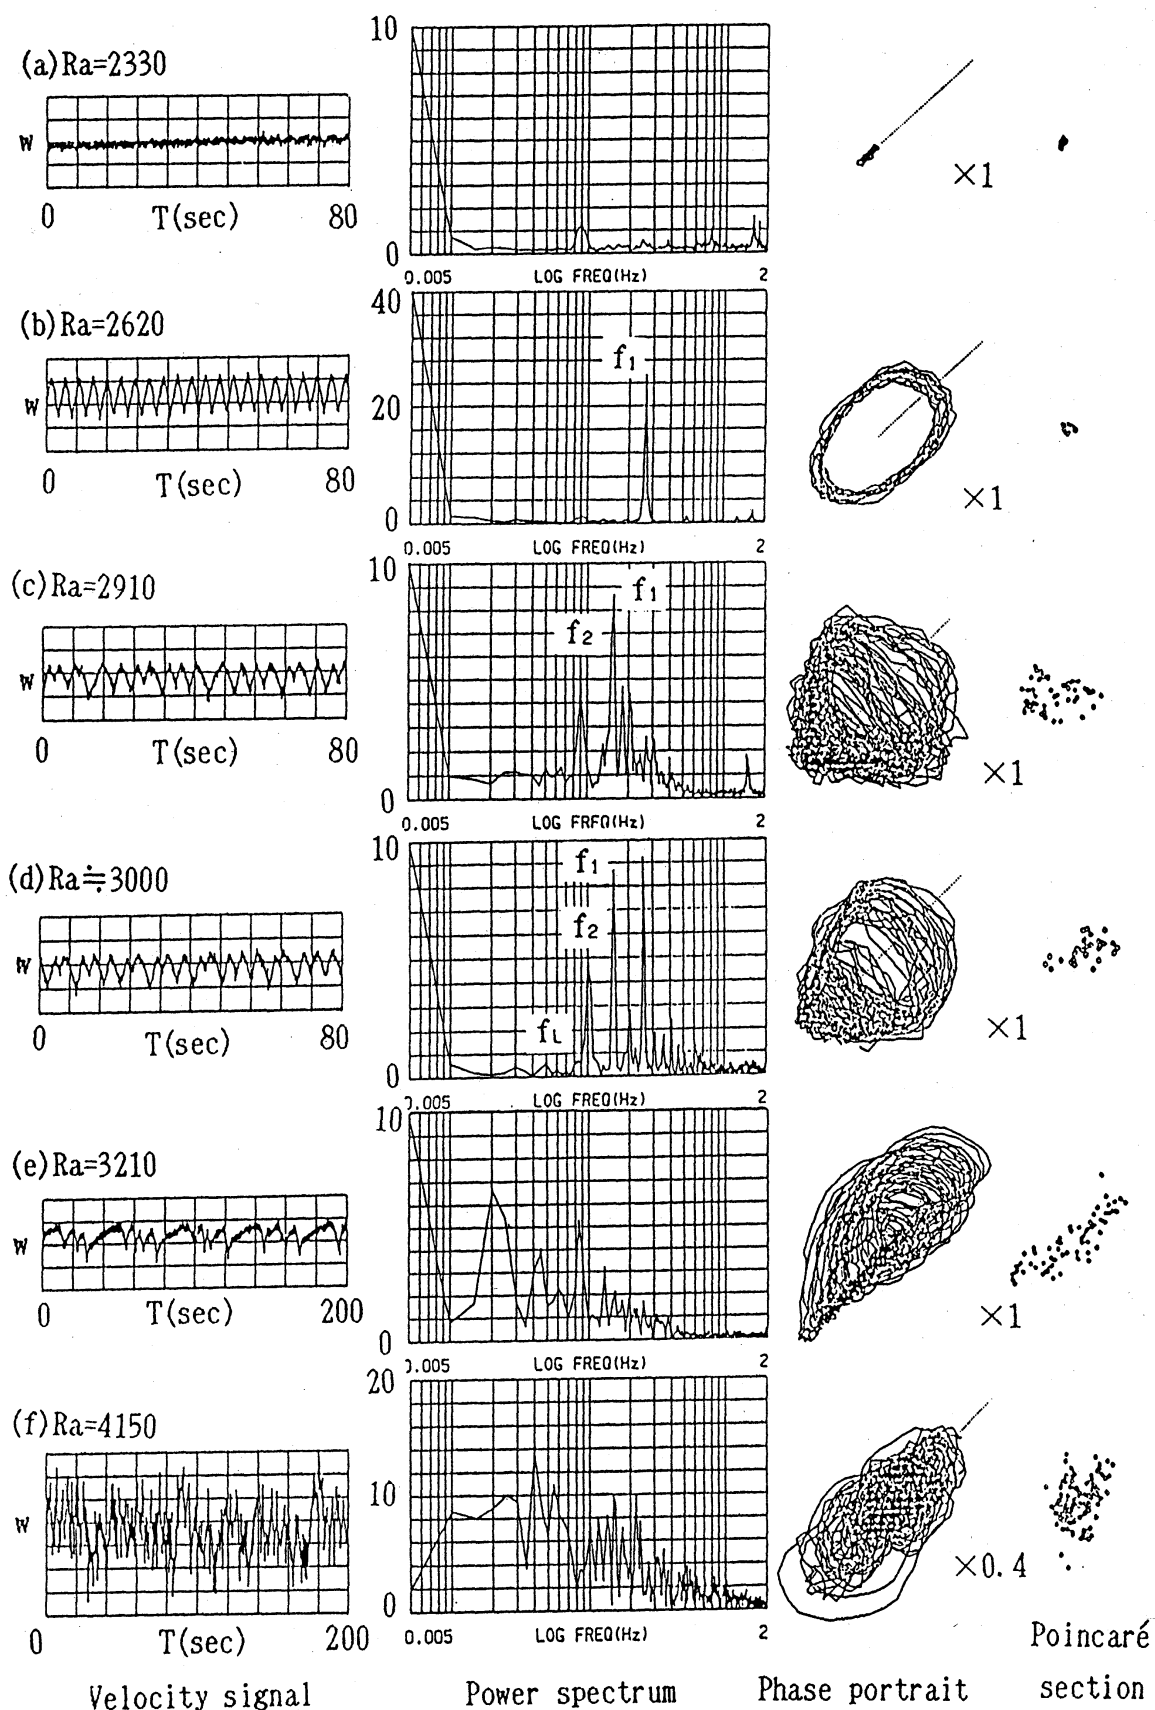 (a)Ra=2330
10
W
0 T(sec) 80
0
0.005 LOG FREQ(Hz) 2
×1
(b)Ra=2620
40
f1
W
20
0 T(sec) 80
0
0.005 LOG FREQ(Hz) 2
×1
(c)Ra=2910
10
f1
f2
W
0 T(sec) 80
0
0.005 LOG FREQ(Hz) 2
×1
(d)Ra≒3000
10
f1
f2
W
fL
0 T(sec) 80
0
0.005 LOG FREQ(Hz) 2
×1
(e)Ra=3210
10
W
0 T(sec) 200
0
0.005 LOG FREQ(Hz) 2
×1
(f)Ra=4150
20
10
W
×0.4
0 T(sec) 200
0
0.005 LOG FREQ(Hz) 2
Velocity signal
Power spectrum
Phase portrait
Poincaré
section